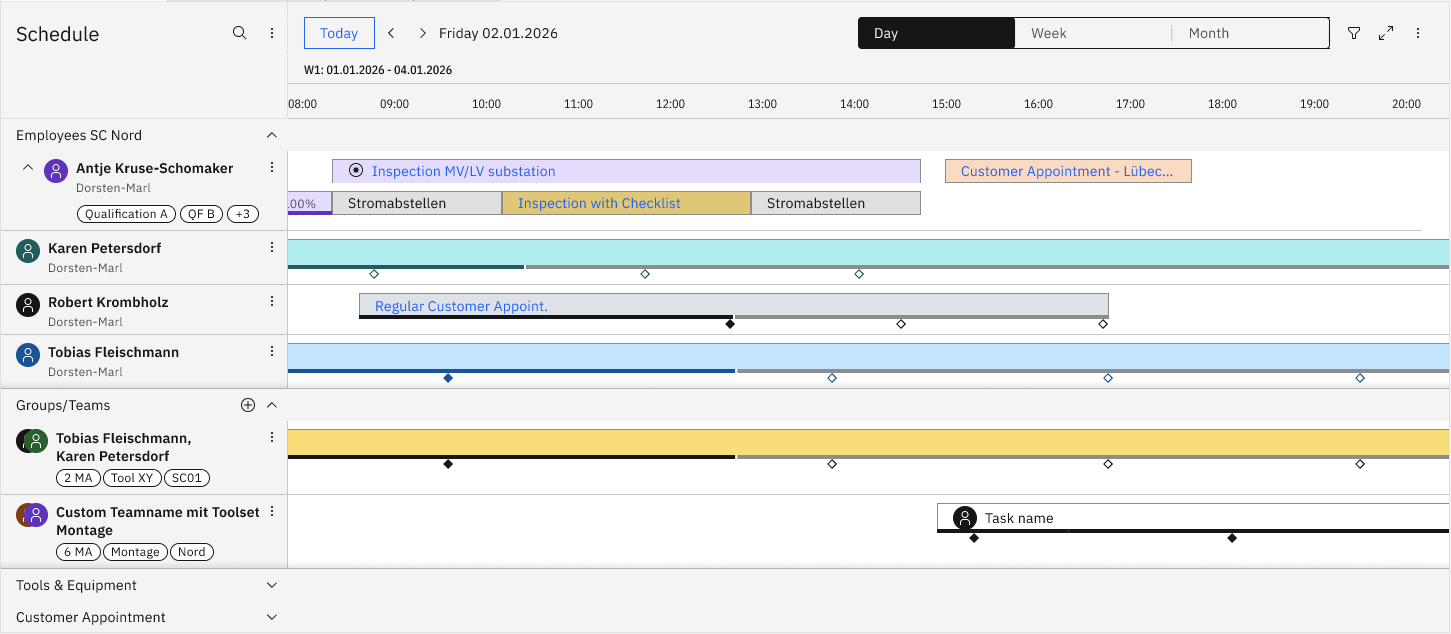 Schedule
Today
Friday 02.01.2026
Day
Week
Month
W1: 01.01.2026 - 04.01.2026
08:00 09:00 10:00 11:00 12:00 13:00 14:00 15:00 16:00 17:00 18:00 19:00 20:00
Employees SC Nord
Antje Kruse-Schomaker
Dorsten-Marl
Qualification A
QF B
+3
Inspection MV/LV substation
Customer Appointment - Lübec...
.00%
Stromabstellen
Inspection with Checklist
Stromabstellen
Karen Petersdorf
Dorsten-Marl
Robert Krombholz
Dorsten-Marl
Regular Customer Appoint.
Tobias Fleischmann
Dorsten-Marl
Groups/Teams
Tobias Fleischmann,
Karen Petersdorf
2 MA
Tool XY
SC01
Custom Teamname mit Toolset
Montage
6 MA
Montage
Nord
Task name
Tools & Equipment
Customer Appointment